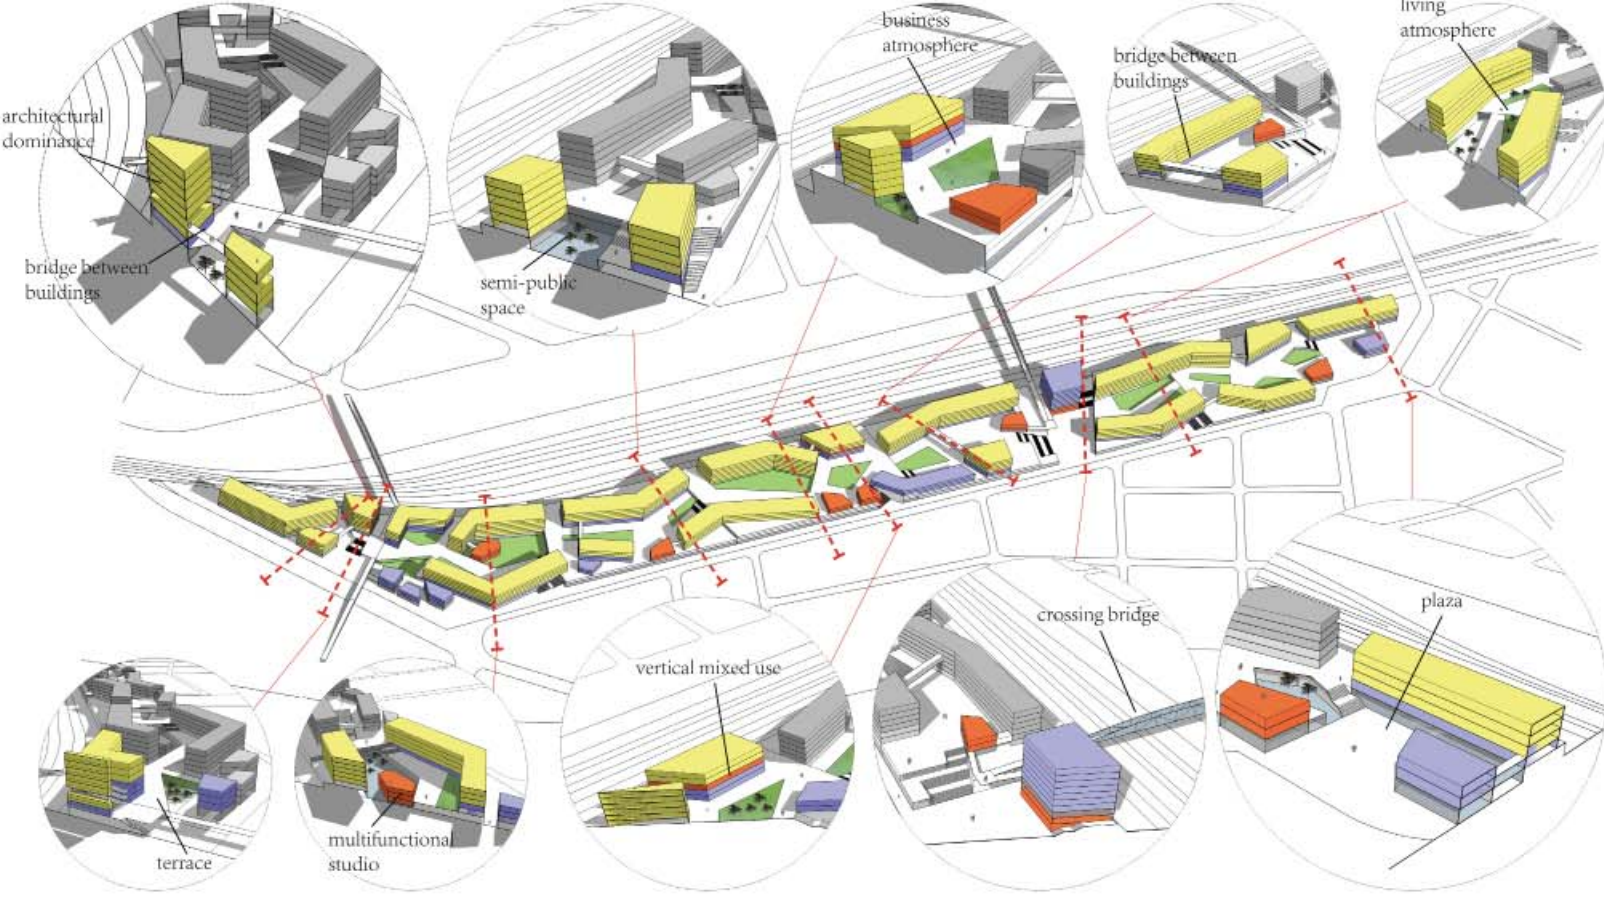 business
atmosphere
living
atmosphere
bridge between
buildings
architectural
dominance
bridge between
buildings
semi-public
space
plaza
crossing bridge
vertical mixed use
multifunctional
studio
terrace